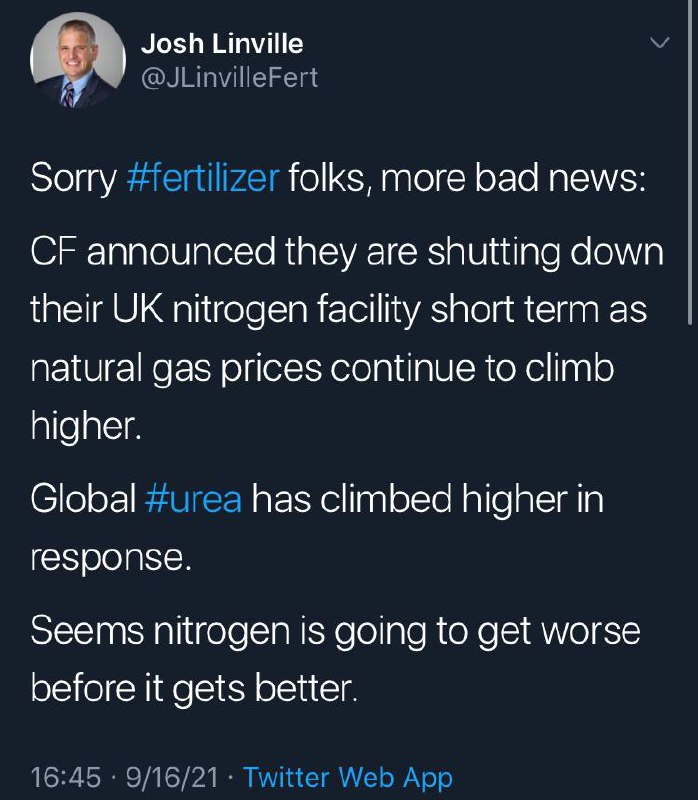 Josh Linville
@JLinvilleFert
Sorry #fertilizer folks, more bad news:
CF announced they are shutting down
their UK nitrogen facility short term as
natural gas prices continue to climb
higher.
Global #urea has climbed higher in
response.
Seems nitrogen is going to get worse
before it gets better.
16:45 · 9/16/21 · Twitter Web App